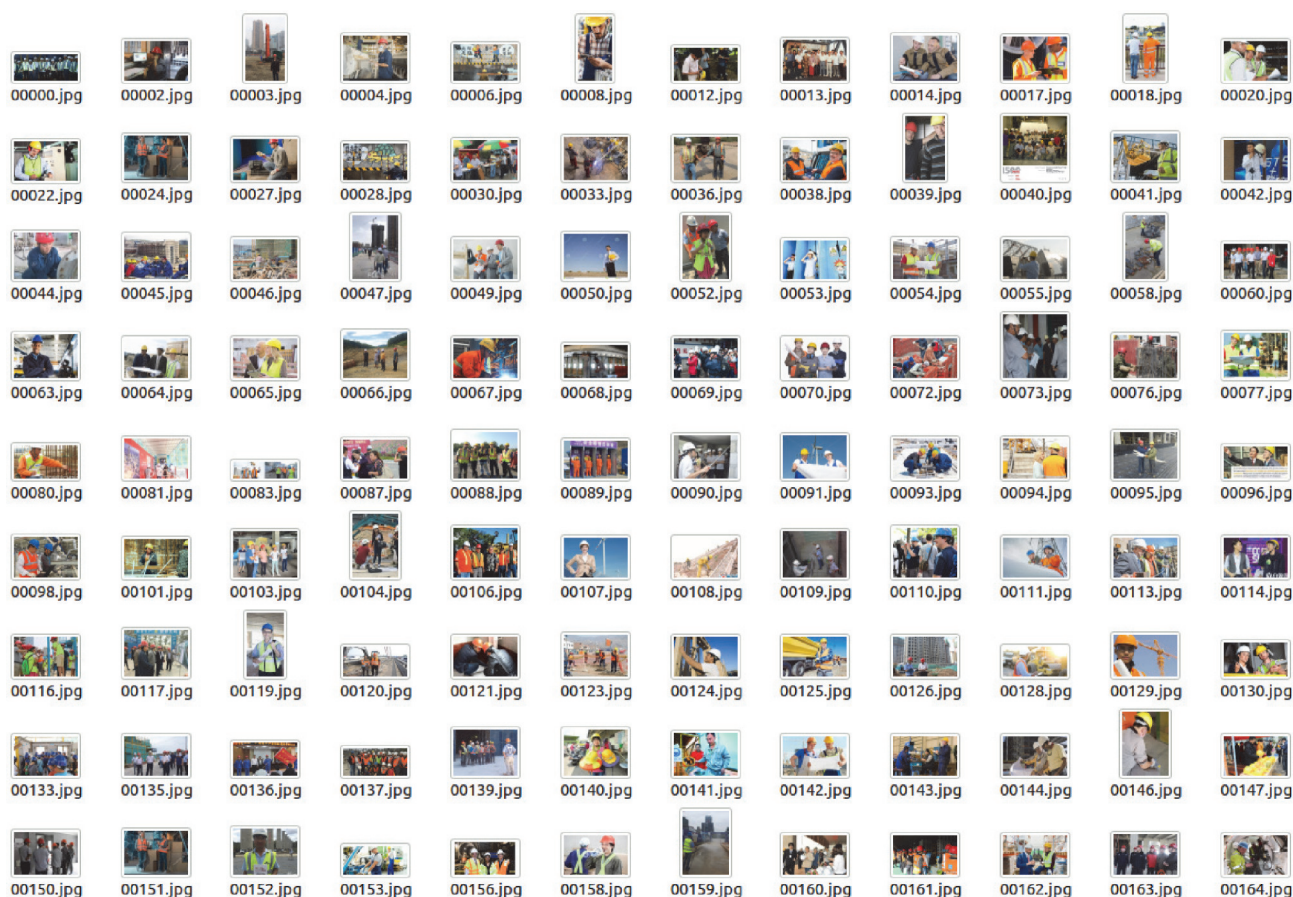 00000.jpg 00002.jpg 00003.jpg 00004.jpg 00006.jpg 00008.jpg 00012.jpg 00013.jpg 00014.jpg 00017.jpg 00018.jpg 00020.jpg
00022.jpg 00024.jpg 00027.jpg 00028.jpg 00030.jpg 00033.jpg 00036.jpg 00038.jpg 00039.jpg 00040.jpg 00041.jpg 00042.jpg
00044.jpg 00045.jpg 00046.jpg 00047.jpg 00049.jpg 00050.jpg 00052.jpg 00053.jpg 00054.jpg 00055.jpg 00058.jpg 00060.jpg
00063.jpg 00064.jpg 00065.jpg 00066.jpg 00067.jpg 00068.jpg 00069.jpg 00070.jpg 00072.jpg 00073.jpg 00076.jpg 00077.jpg
00080.jpg 00081.jpg 00083.jpg 00087.jpg 00088.jpg 00089.jpg 00090.jpg 00091.jpg 00093.jpg 00094.jpg 00095.jpg 00096.jpg
00098.jpg 00101.jpg 00103.jpg 00104.jpg 00106.jpg 00107.jpg 00108.jpg 00109.jpg 00110.jpg 00111.jpg 00113.jpg 00114.jpg
00116.jpg 00117.jpg 00119.jpg 00120.jpg 00121.jpg 00123.jpg 00124.jpg 00125.jpg 00126.jpg 00128.jpg 00129.jpg 00130.jpg
00133.jpg 00135.jpg 00136.jpg 00137.jpg 00139.jpg 00140.jpg 00141.jpg 00142.jpg 00143.jpg 00144.jpg 00146.jpg 00147.jpg
00150.jpg 00151.jpg 00152.jpg 00153.jpg 00156.jpg 00158.jpg 00159.jpg 00160.jpg 00161.jpg 00162.jpg 00163.jpg 00164.jpg